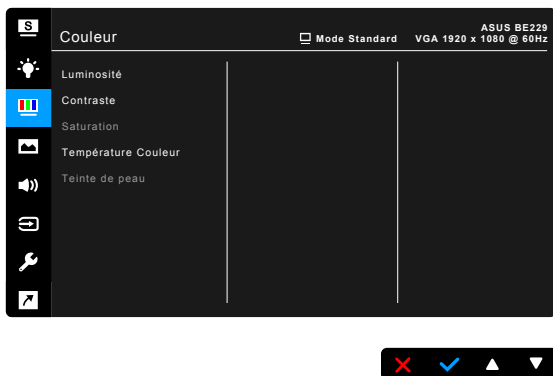 S
Couleur
Mode Standard
ASUS BE229
VGA 1920 x 1080 @ 60Hz
Luminosité
Contraste
Saturation
Température Couleur
Teinte de peau